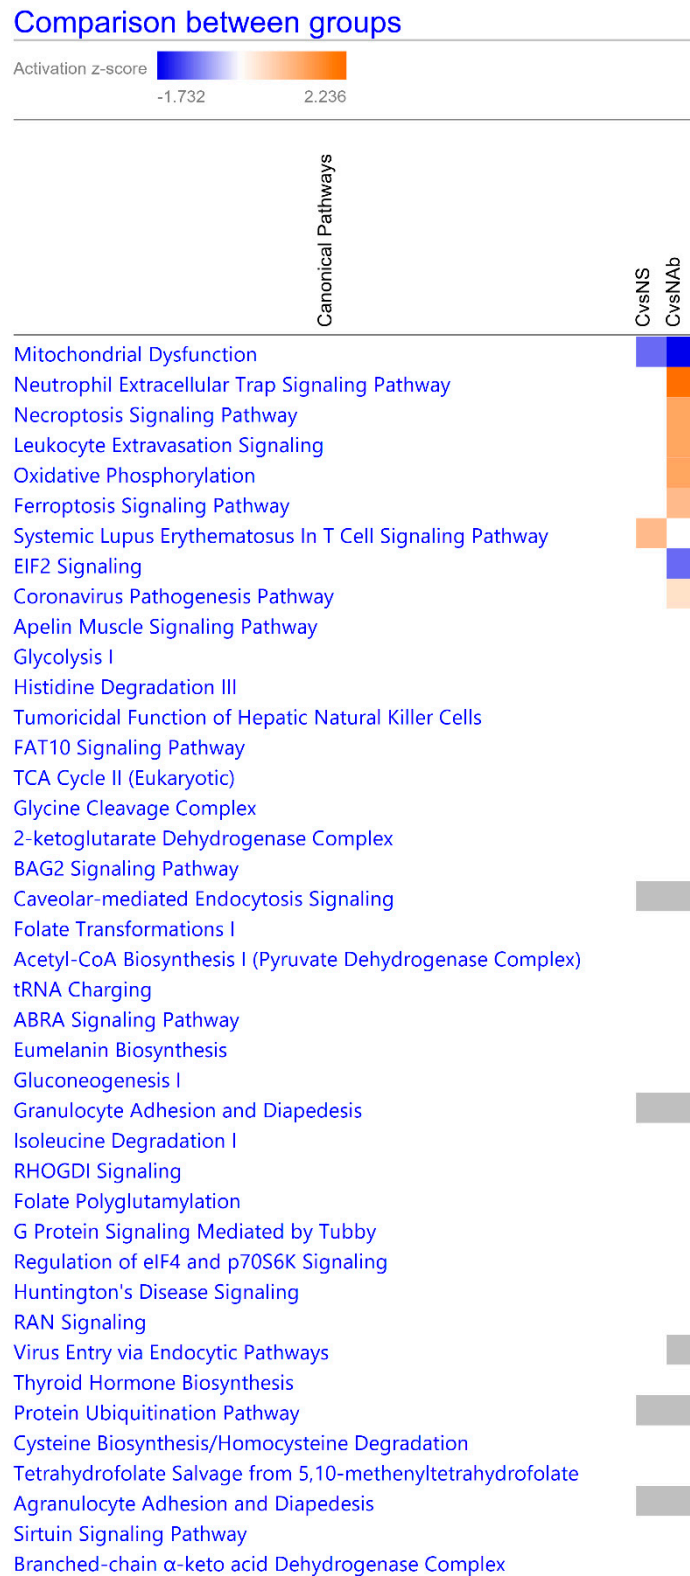 Comparison between groups
Activation z-score
-1.732 2.236
Canonical Pathways
CvsNS
CvsNAb
Mitochondrial Dysfunction
Neutrophil Extracellular Trap Signaling Pathway
Necroptosis Signaling Pathway
Leukocyte Extravasation Signaling
Oxidative Phosphorylation
Ferroptosis Signaling Pathway
Systemic Lupus Erythematosus In T Cell Signaling Pathway
EIF2 Signaling
Coronavirus Pathogenesis Pathway
Apelin Muscle Signaling Pathway
Glycolysis I
Histidine Degradation III
Tumoricidal Function of Hepatic Natural Killer Cells
FAT10 Signaling Pathway
TCA Cycle II (Eukaryotic)
Glycine Cleavage Complex
2-ketoglutarate Dehydrogenase Complex
BAG2 Signaling Pathway
Caveolar-mediated Endocytosis Signaling
Folate Transformations I
Acetyl-CoA Biosynthesis I (Pyruvate Dehydrogenase Complex)
tRNA Charging
ABRA Signaling Pathway
Eumelanin Biosynthesis
Gluconeogenesis I
Granulocyte Adhesion and Diapedesis
Isoleucine Degradation I
RHOGDI Signaling
Folate Polyglutamylation
G Protein Signaling Mediated by Tubby
Regulation of eIF4 and p70S6K Signaling
Huntington's Disease Signaling
RAN Signaling
Virus Entry via Endocytic Pathways
Thyroid Hormone Biosynthesis
Protein Ubiquitination Pathway
Cysteine Biosynthesis/Homocysteine Degradation
Tetrahydrofolate Salvage from 5,10-methenyltetrahydrofolate
Agranulocyte Adhesion and Diapedesis
Sirtuin Signaling Pathway
Branched-chain α-keto acid Dehydrogenase Complex